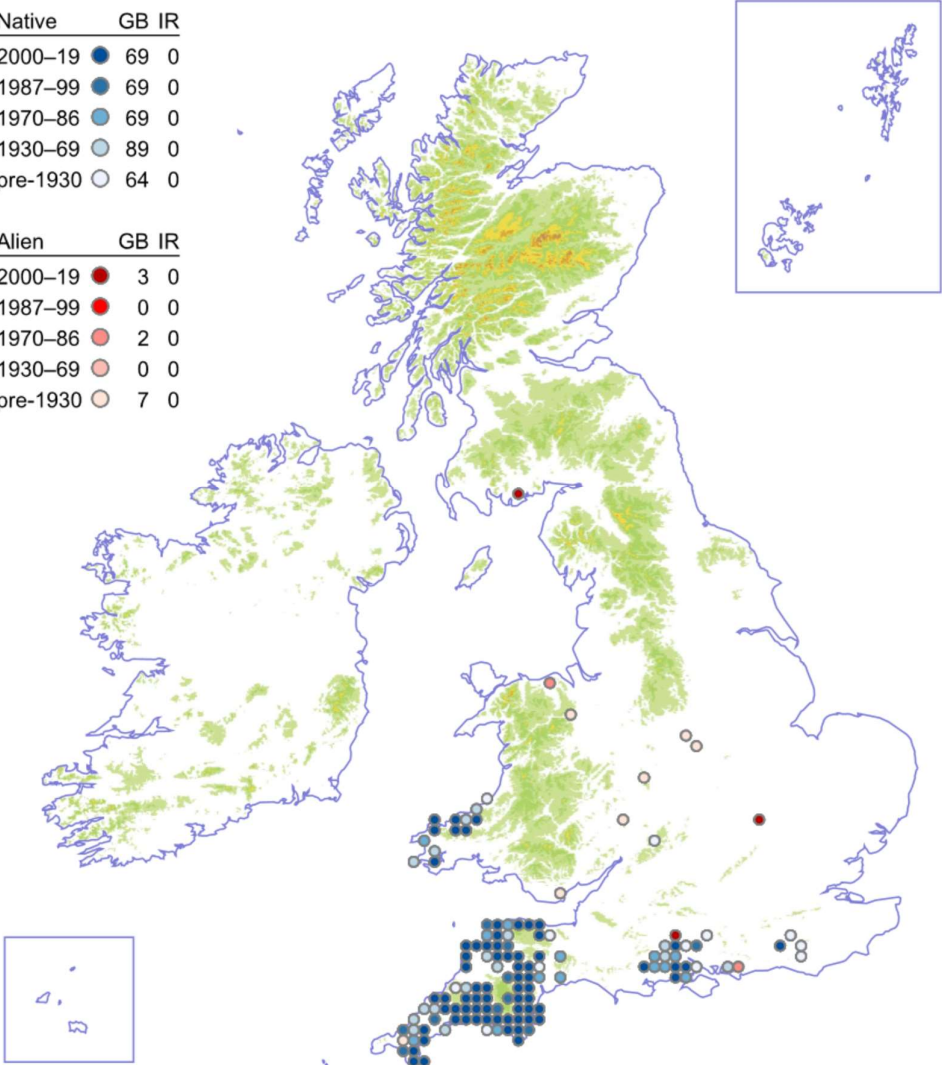 Native GB IR
2000–19 69 0
1987–99 69 0
1970–86 69 0
1930–69 89 0
pre-1930 64 0
Alien GB IR
2000–19 3 0
1987–99 0 0
1970–86 2 0
1930–69 0 0
pre-1930 7 0